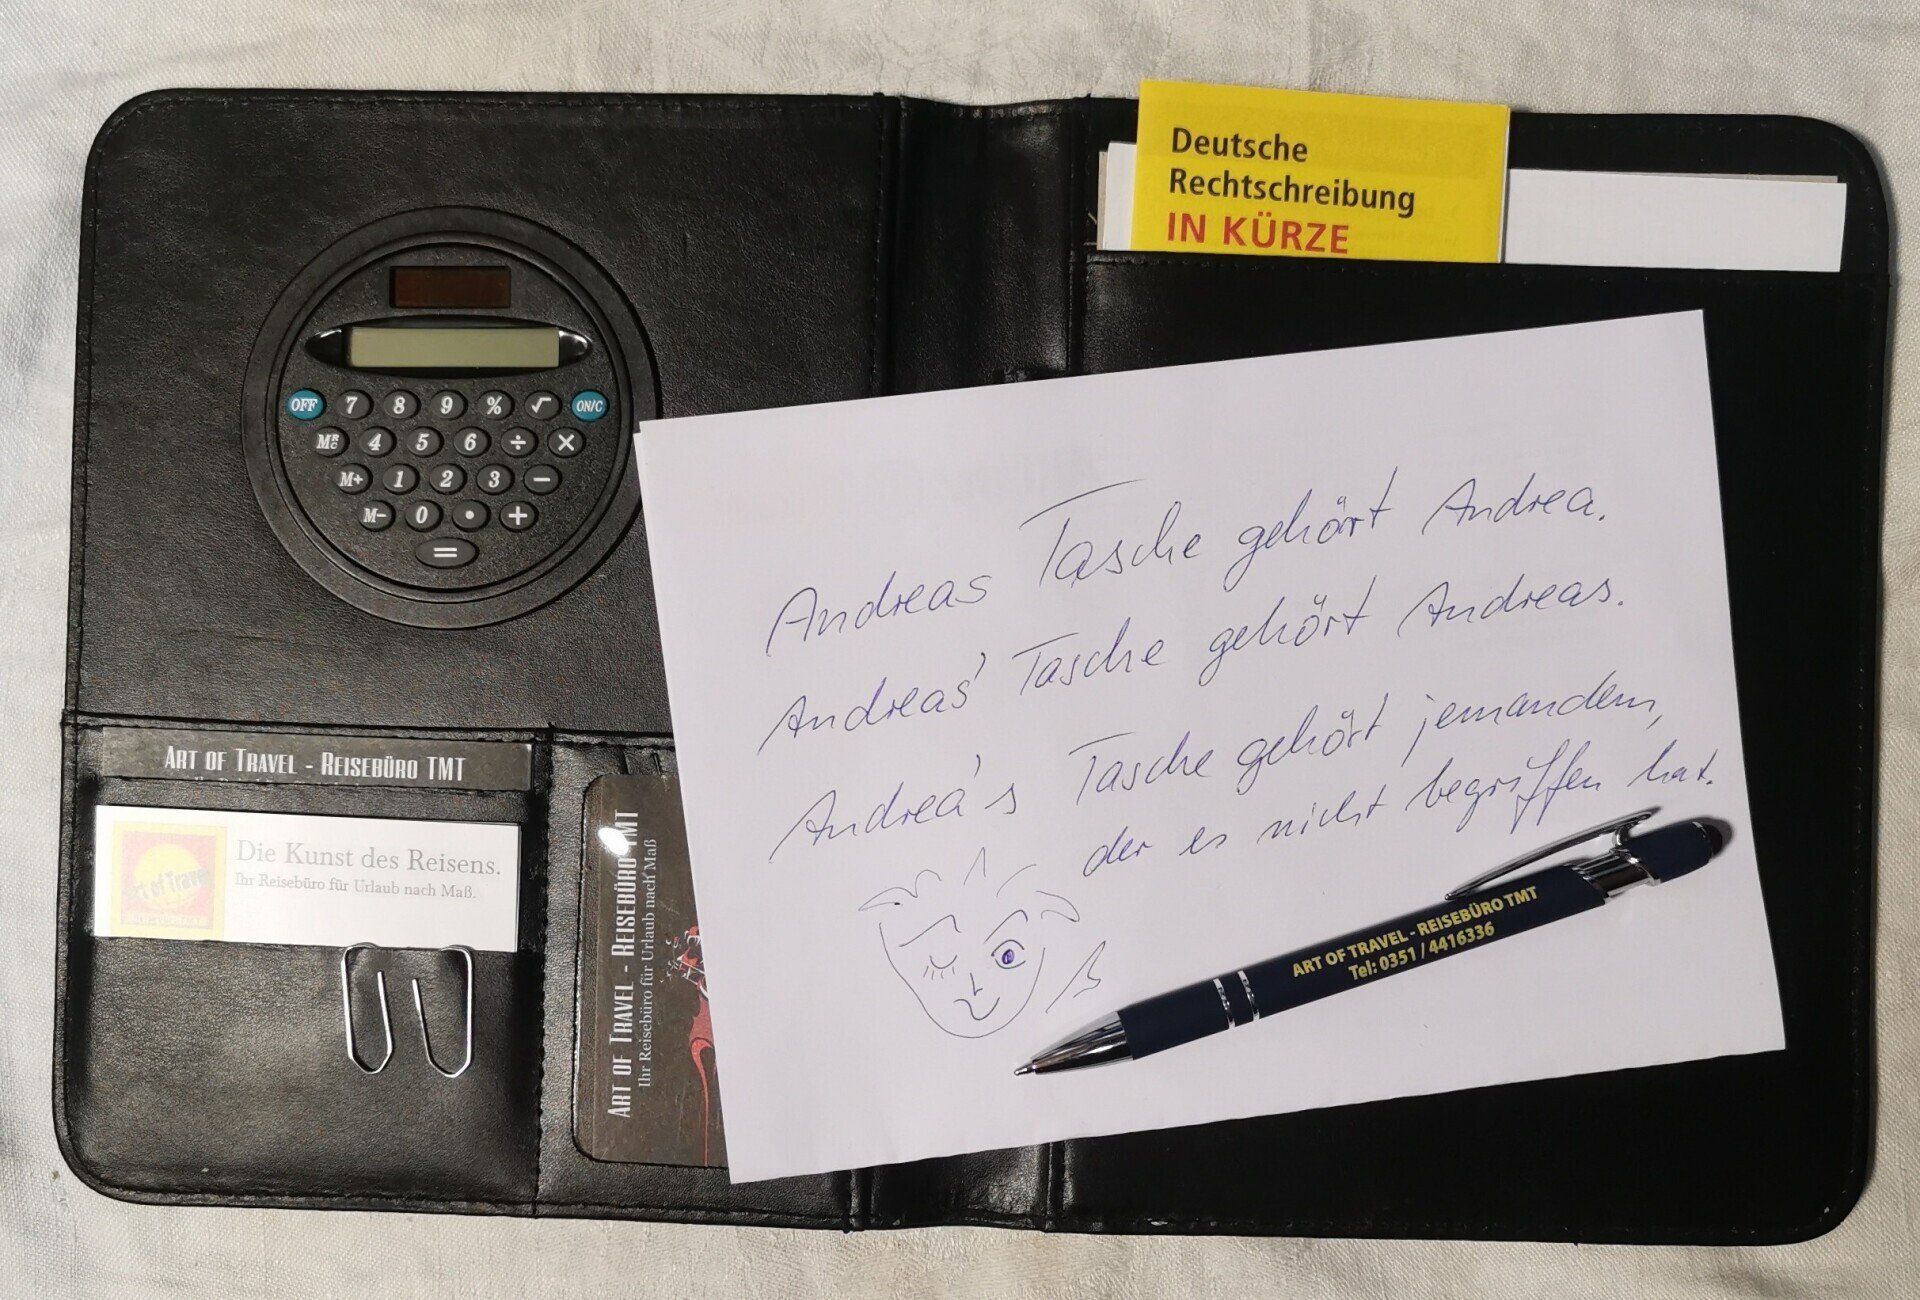 Deutsche
Rechtschreibung
IN KÜRZE
OFF 7 8 9 % √ ON/C
MRC 4 5 6 ÷ ×
M+ 1 2 3 −
M− 0 • +
=
Andreas Tasche gehört Andrea.
Andreas' Tasche gehört Andreas.
Andrea's Tasche gehört jemandem,
der es nicht begriffen hat.
ART OF TRAVEL - REISEBÜRO TMT
Die Kunst des Reisens.
Ihr Reisebüro für Urlaub nach Maß.
Art of Travel
ART OF TRAVEL - REISEBÜRO TMT
Ihr Reisebüro für Urlaub nach Maß
ART OF TRAVEL - REISEBÜRO TMT
Tel: 0351 / 4416336